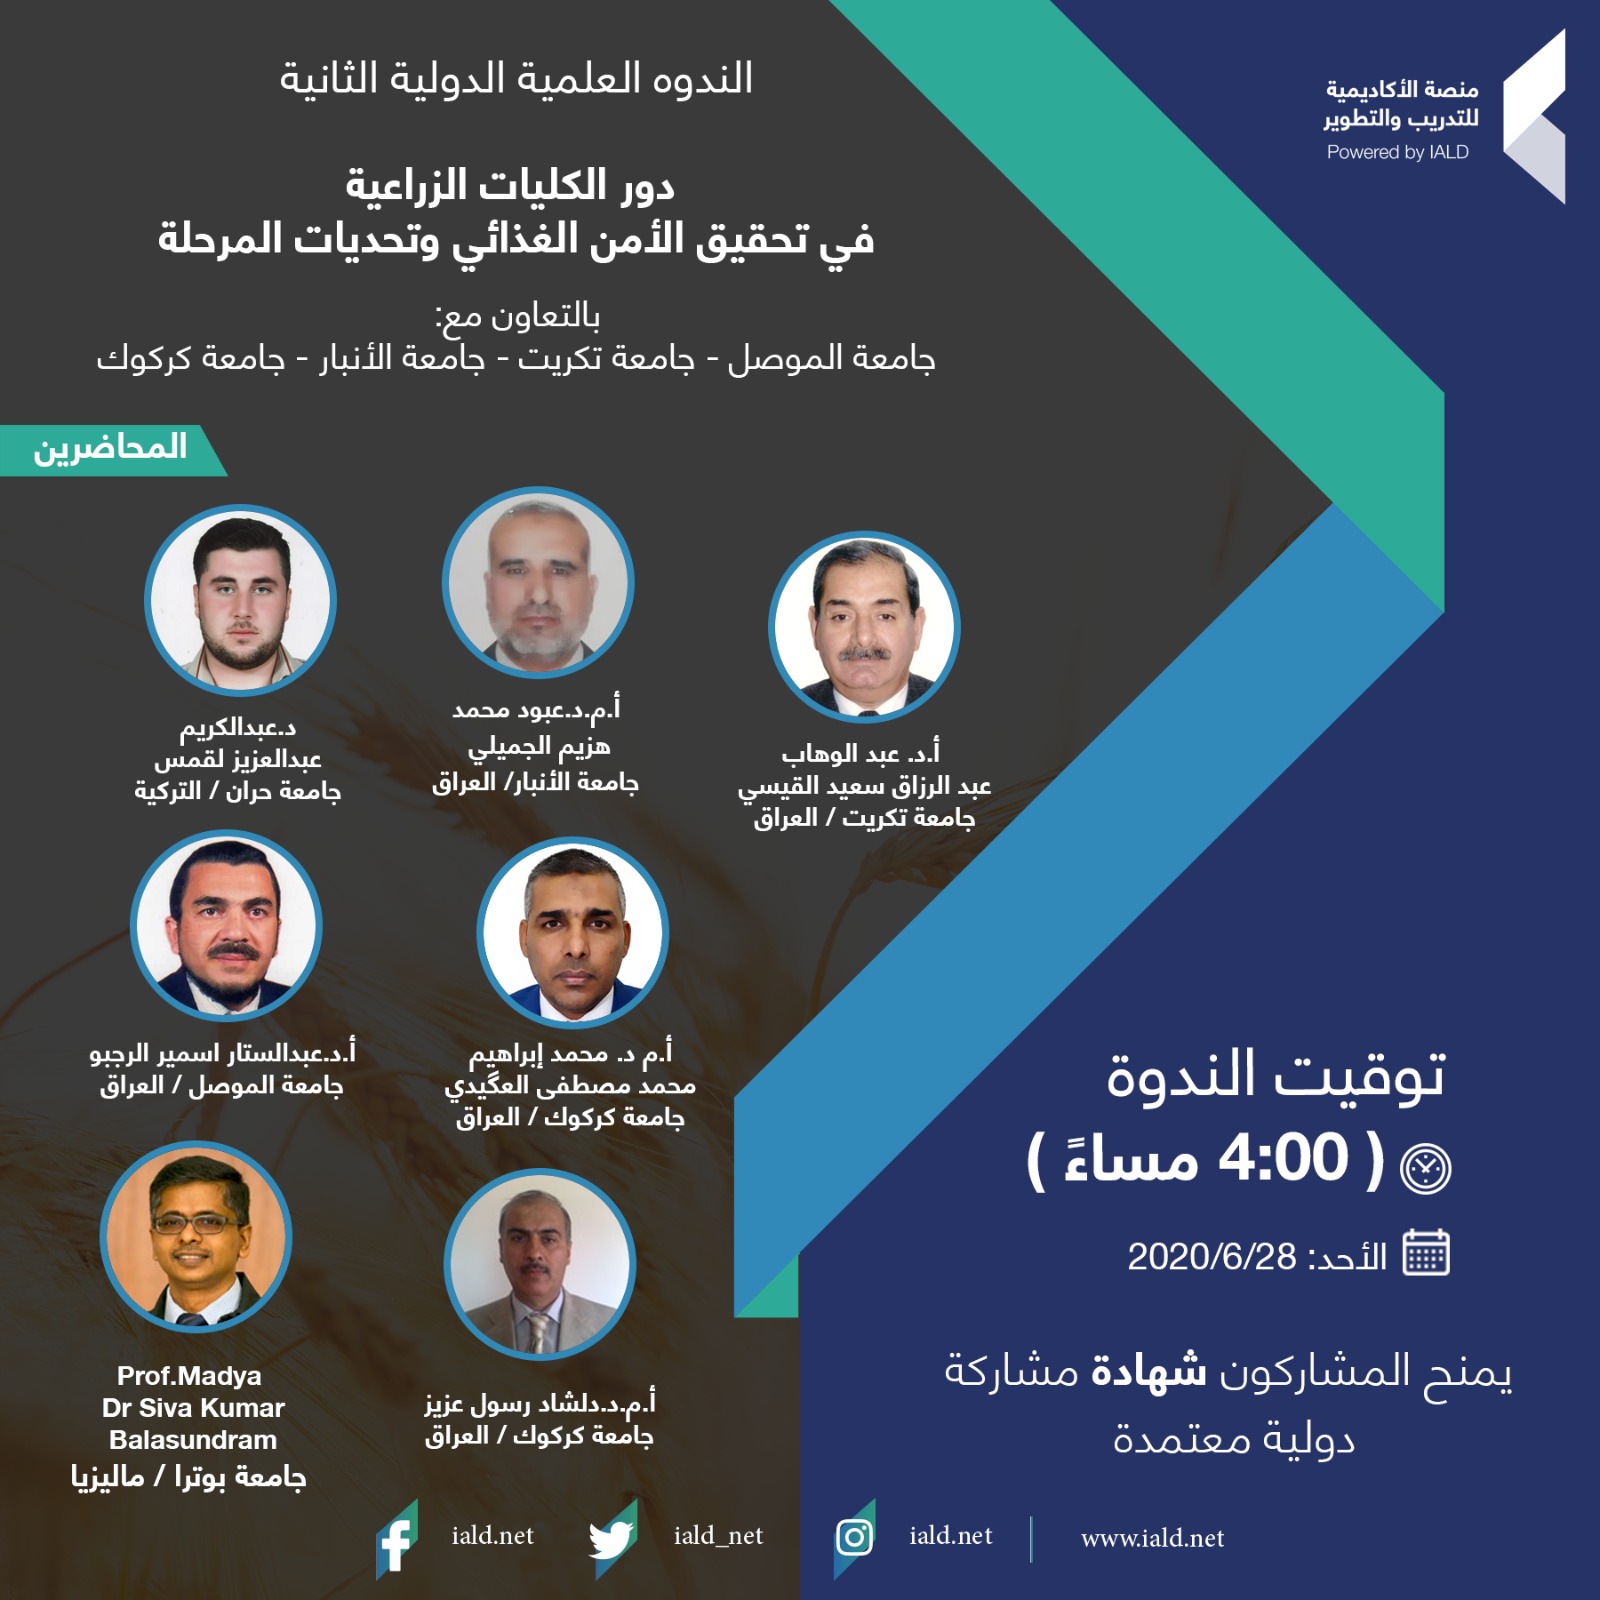 منصة الأكاديمية
للتدريب والتطوير
Powered by IALD
الندوه العلمية الدولية الثانية
دور الكليات الزراعية
في تحقيق الأمن الغذائي وتحديات المرحلة
بالتعاون مع:
جامعة الموصل - جامعة تكريت - جامعة الأنبار - جامعة كركوك
المحاضرين
أ.د. عبد الوهاب
عبد الرزاق سعيد القيسي
جامعة تكريت / العراق
أ.م.د.عبود محمد
هزيم الجميلي
جامعة الأنبار/ العراق
د.عبدالكريم
عبدالعزيز لقمس
جامعة حران / التركية
أ.م د. محمد إبراهيم
محمد مصطفى العگيدي
جامعة كركوك / العراق
أ.د.عبدالستار اسمير الرجبو
جامعة الموصل / العراق
أ.م.د.دلشاد رسول عزيز
جامعة كركوك / العراق
Prof.Madya
Dr Siva Kumar
Balasundram
جامعة بوترا / ماليزيا
توقيت الندوة
( 4:00 مساءً )
الأحد: 2020/6/28
يمنح المشاركون شهادة مشاركة
دولية معتمدة
iald.net
iald_net
iald.net
www.iald.net